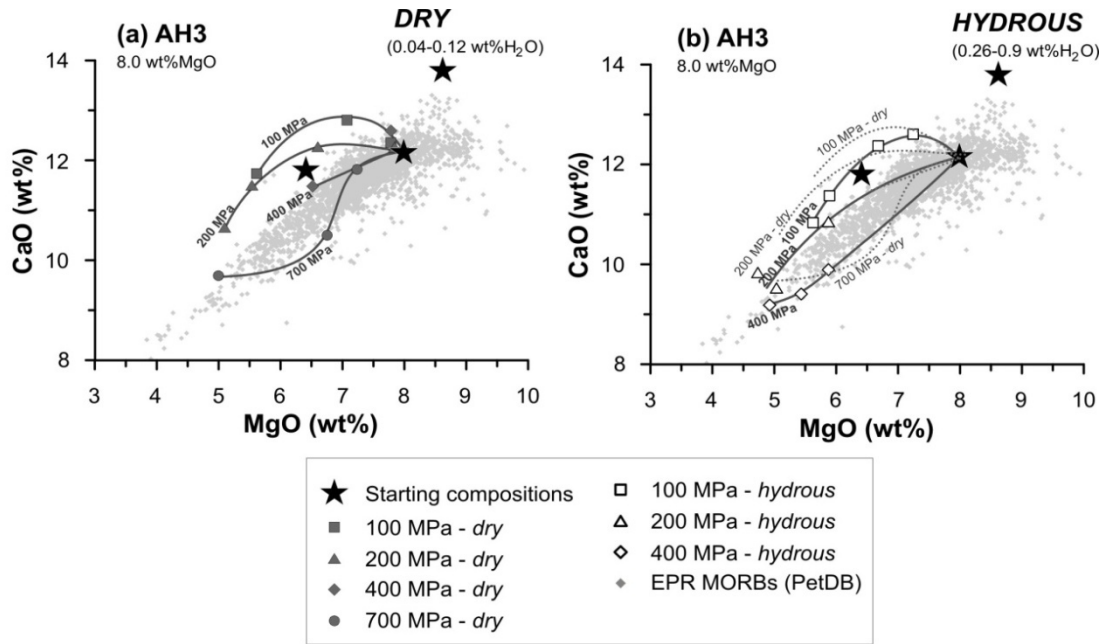 (a) AH3
8.0 wt%MgO
DRY
(0.04-0.12 wt%H₂O)
CaO (wt%)
14
12
10
8
100 MPa
200 MPa
400 MPa
700 MPa
3 4 5 6 7 8 9 10
MgO (wt%)
(b) AH3
8.0 wt%MgO
HYDROUS
(0.26-0.9 wt%H₂O)
CaO (wt%)
14
12
10
8
100 MPa - dry
200 MPa - dry
100 MPa
200 MPa
700 MPa - dry
400 MPa
3 4 5 6 7 8 9 10
MgO (wt%)
Starting compositions
100 MPa - dry
200 MPa - dry
400 MPa - dry
700 MPa - dry
100 MPa - hydrous
200 MPa - hydrous
400 MPa - hydrous
EPR MORBs (PetDB)